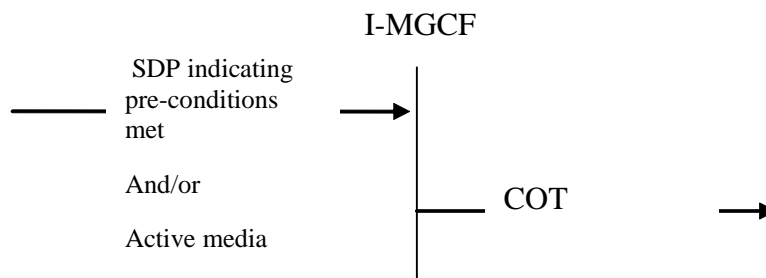 I-MGCF
SDP indicating
pre-conditions
met
And/or
Active media
COT